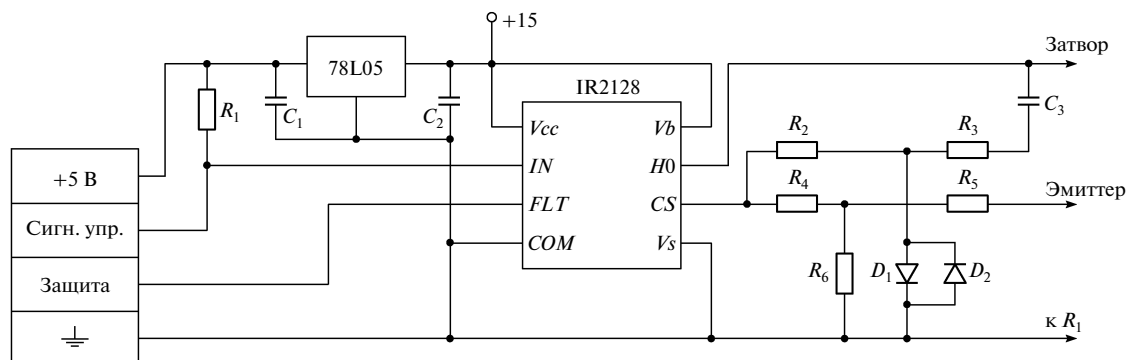 +15
Затвор
78L05
IR2128
R1
C1
C2
C3
Vcc
Vb
R2
R3
+5 В
IN
H0
R4
R5
Эмиттер
Сигн. упр.
FLT
CS
COM
Vs
Защита
R6
D1
D2
к R1